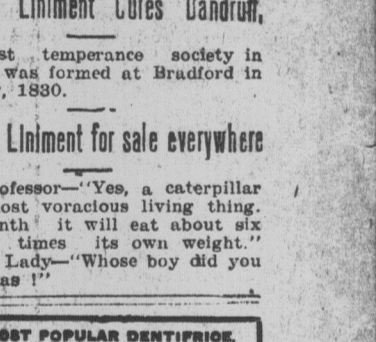 Liniment Cures Dandruff.
st temperance society in
was formed at Bradford in
, 1830.
Liniment for sale everywhere
ofessor—"Yes, a caterpillar
ost voracious living thing.
nth it will eat about six
times its own weight."
Lady—"Whose boy did you
as !"
OST POPULAR DENTIFRICE.